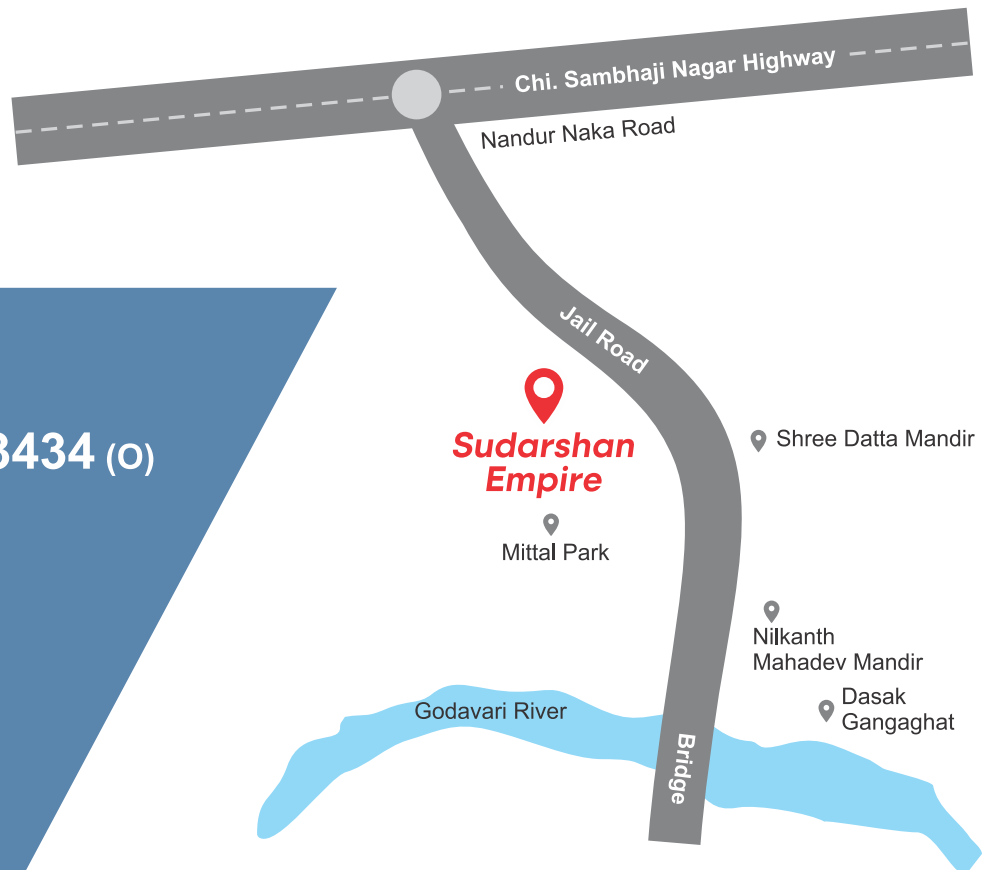 Chi. Sambhaji Nagar Highway
Nandur Naka Road
Jail Road
3434 (O)
Sudarshan
Empire
Shree Datta Mandir
Mittal Park
Nilkanth
Mahadev Mandir
Dasak
Gangaghat
Godavari River
Bridge